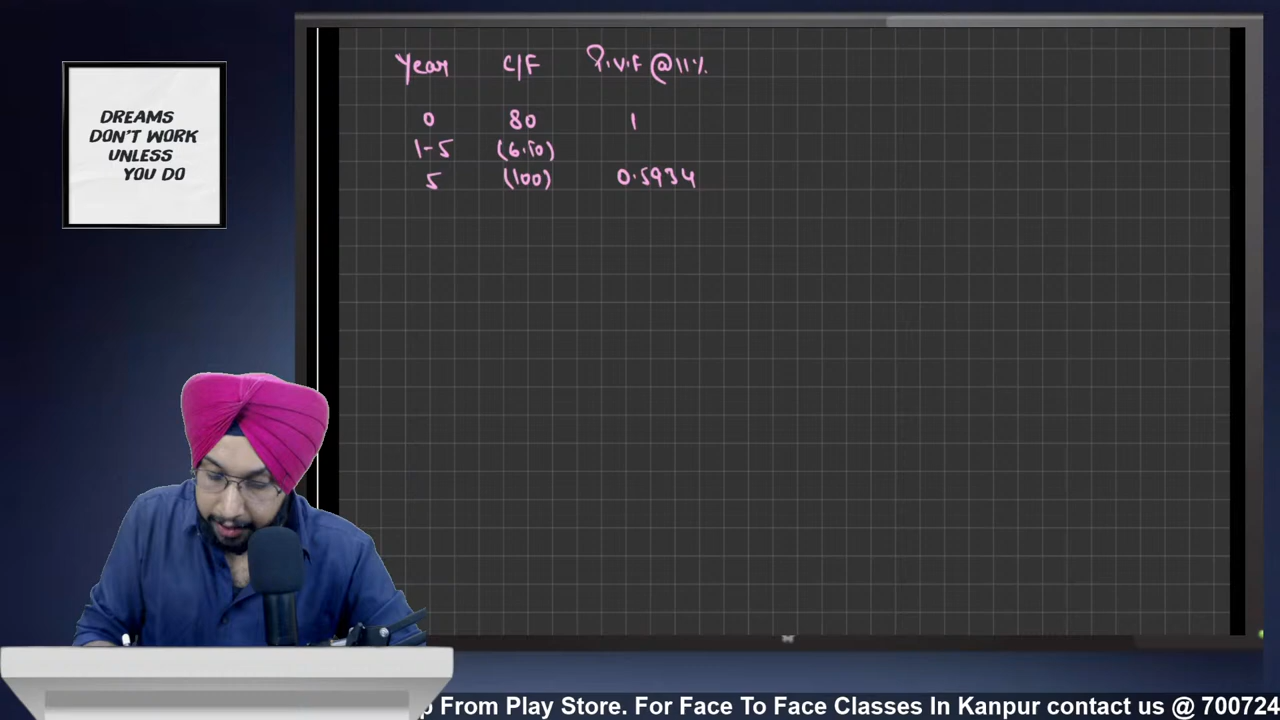 DREAMS
DON'T WORK
UNLESS
YOU DO
Year C/F P.V.F @ 11%
0 80 1
1-5 (6.50)
5 (100) 0.5934
From Play Store. For Face To Face Classes In Kanpur contact us @ 700724